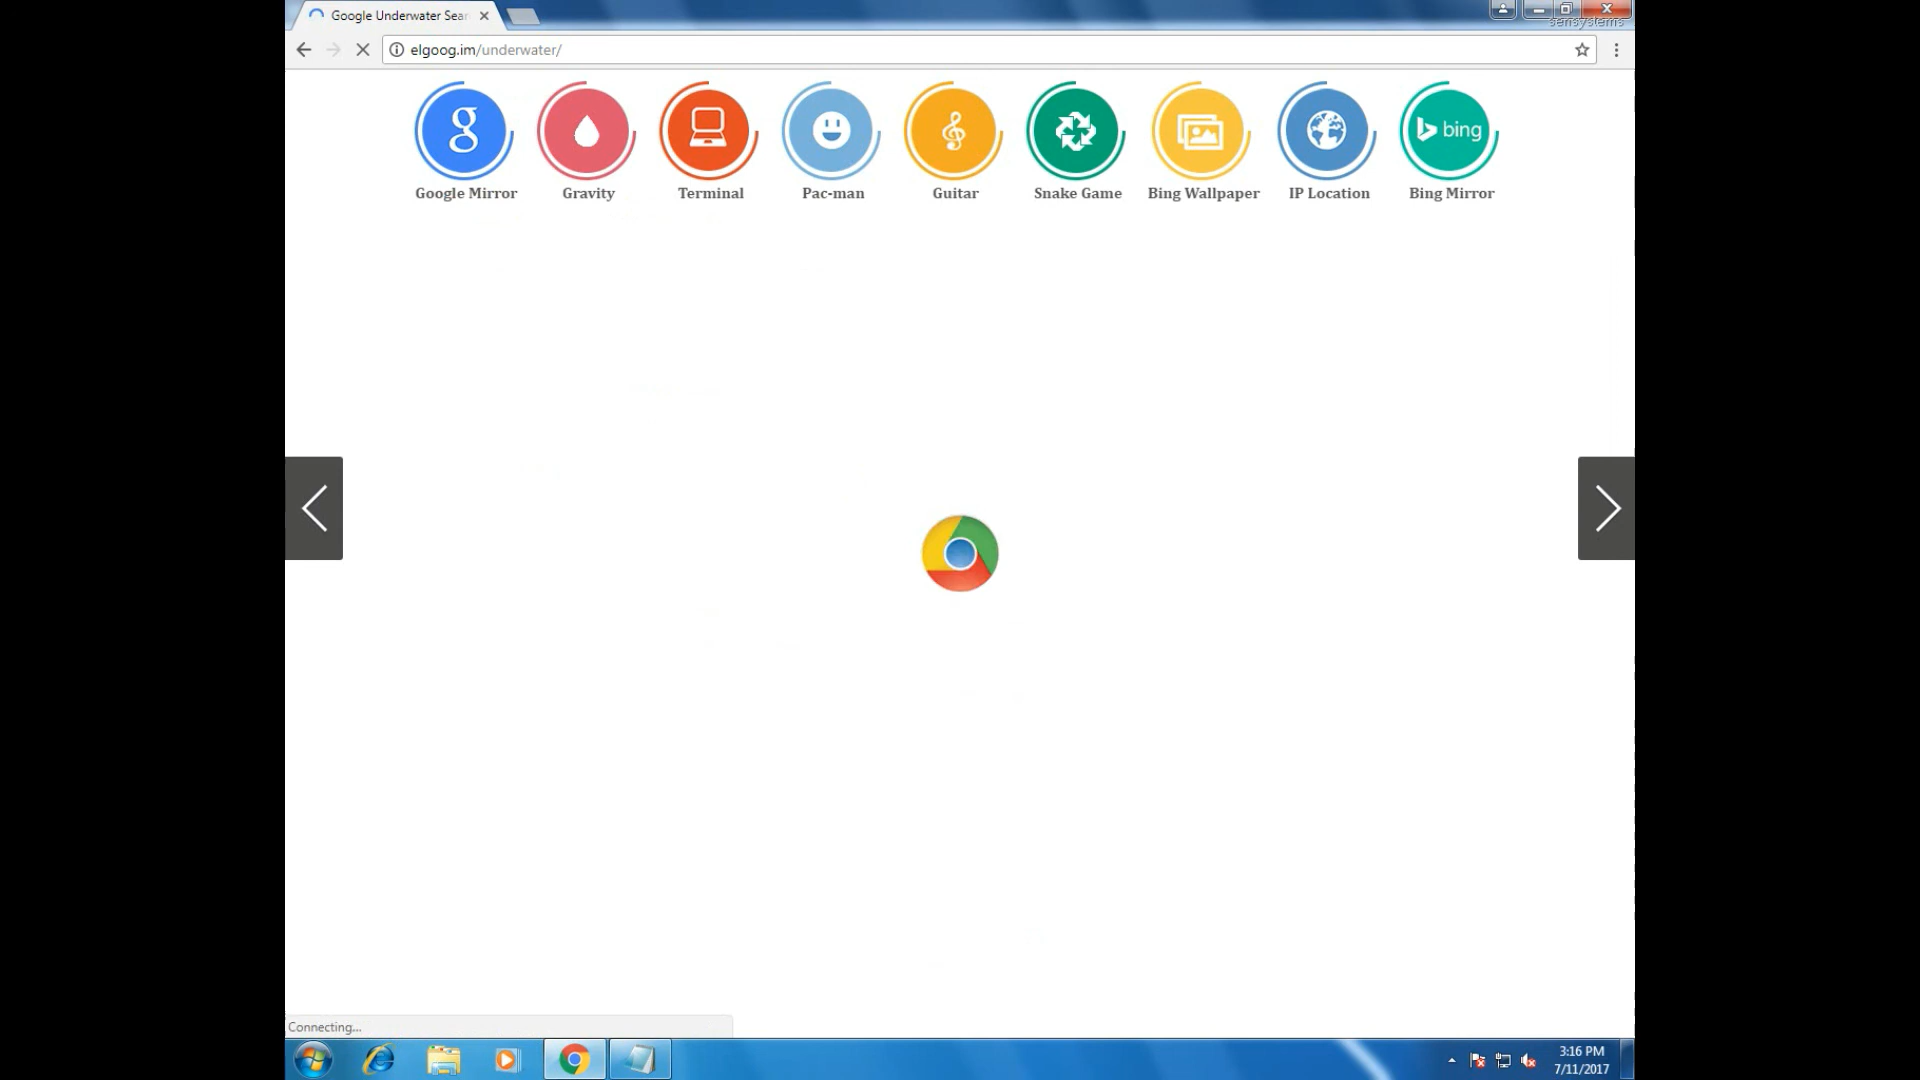 Google Underwater Sear
sensystems
elgoog.im/underwater/
g
bing
Google Mirror
Gravity
Terminal
Pac-man
Guitar
Snake Game
Bing Wallpaper
IP Location
Bing Mirror
Connecting...
3:16 PM
7/11/2017